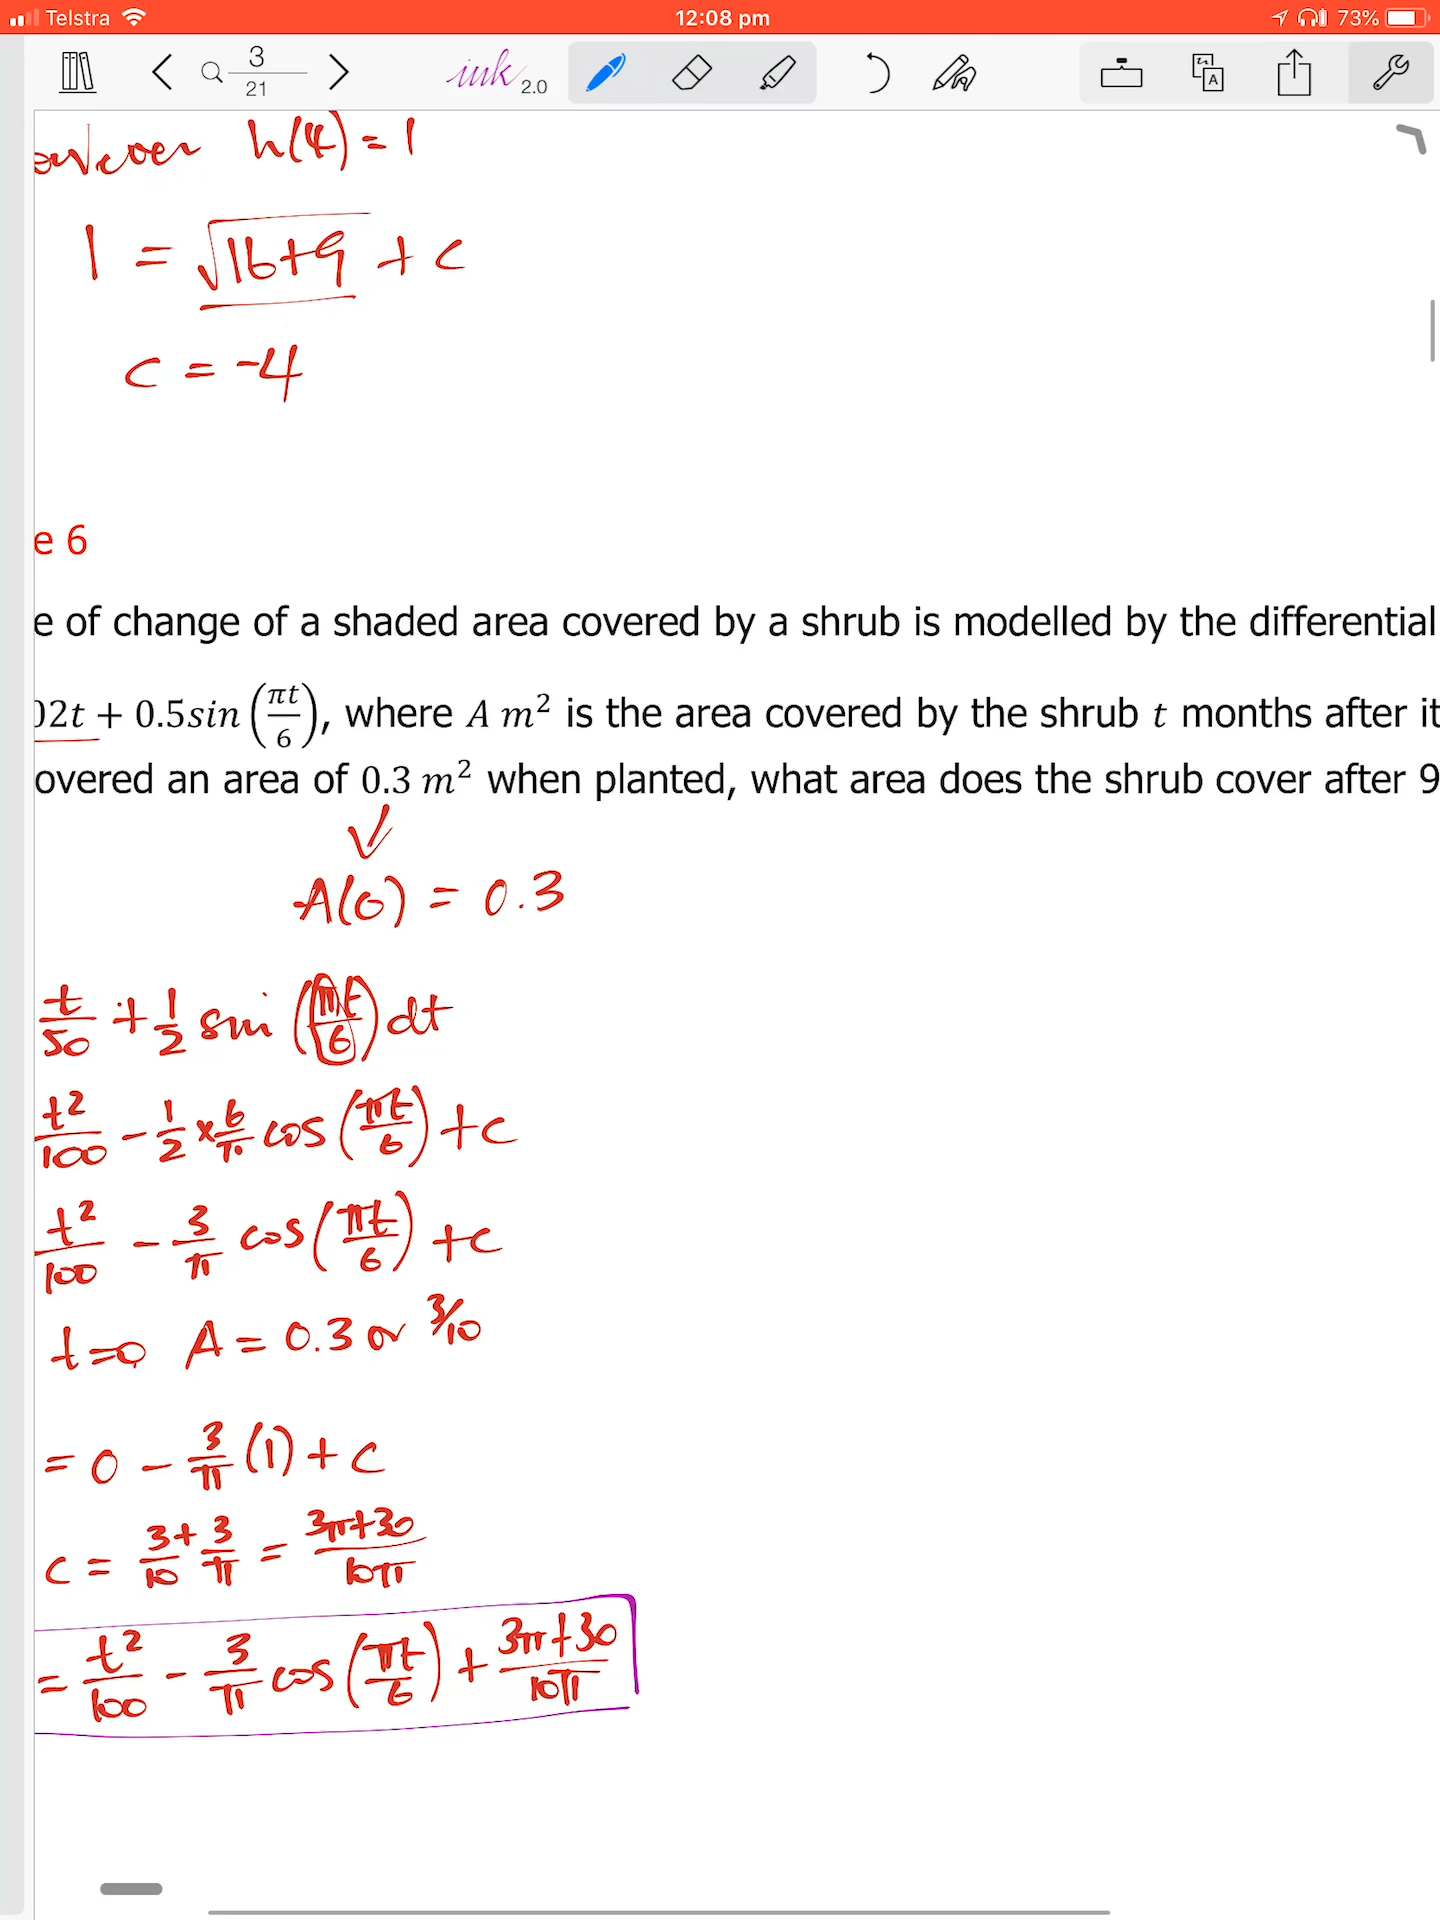 Telstra 12:08 pm 73%
3
21
ink 2.0
h(4) = 1
1 = √16+9 + c
c = -4
e 6
e of change of a shaded area covered by a shrub is modelled by the differential
02t + 0.5sin (πt/6), where A m² is the area covered by the shrub t months after it
overed an area of 0.3 m² when planted, what area does the shrub cover after 9
A(0) = 0.3
t/50 + 1/2 sin (πt/6) dt
t²/100 - 1/2 × 6/π cos (πt/6) + c
t²/100 - 3/π cos (πt/6) + c
t=0 A = 0.3 or 3/10
= 0 - 3/π (1) + c
c = 3/10 + 3/π = 3π+30/10π
= t²/100 - 3/π cos (πt/6) + 3π+30/10π